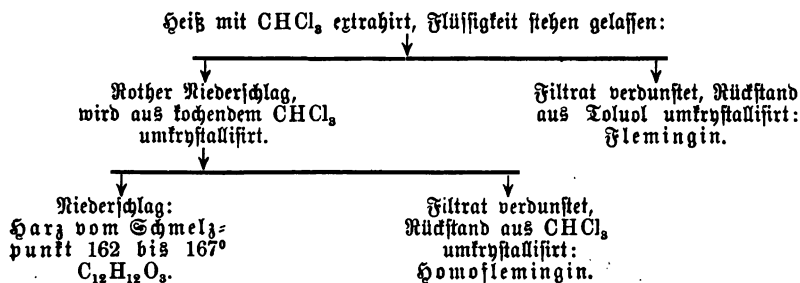 Heiß mit CHCl₃ extrahirt, Flüssigkeit stehen gelassen:
Rother Niederschlag,
wird aus kochendem CHCl₃
umkrystallisirt.
Filtrat verdunstet, Rückstand
aus Toluol umkrystallisirt:
Flemingin.
Niederschlag:
Harz vom Schmelz-
punkt 162 bis 167⁰
C₁₂H₁₂O₃.
Filtrat verdunstet,
Rückstand aus CHCl₃
umkrystallisirt:
Homoflemingin.